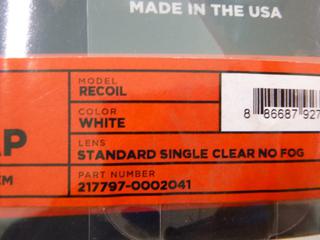 MADE IN THE USA
MODEL
RECOIL
COLOR
WHITE
LENS
STANDARD SINGLE CLEAR NO FOG
PART NUMBER
217797-0002041
8 86687 927